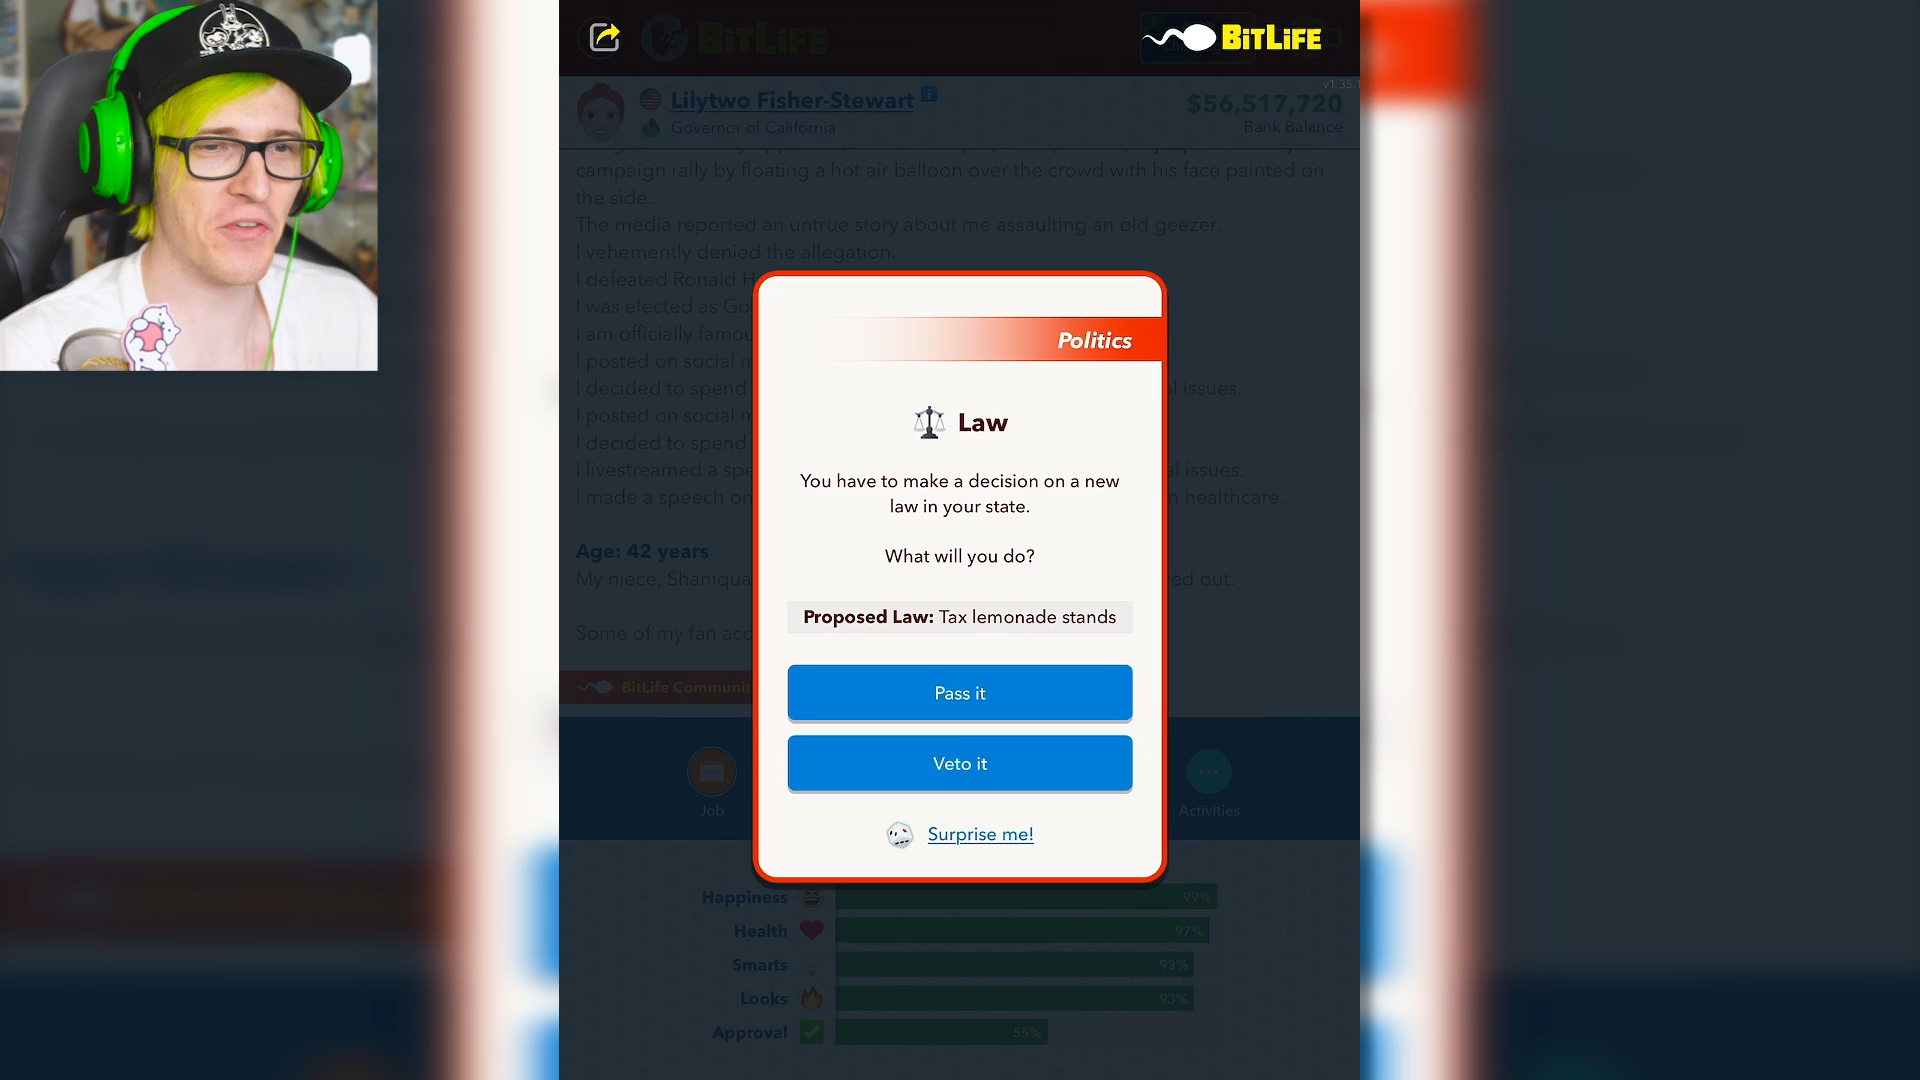 BITLIFE
BITLIFE
v1.35.1
Lilytwo Fisher-Stewart
$56,517,720
Governor of California
Bank Balance
campaign rally by floating a hot air balloon over the crowd with his face painted on
the side.
The media reported an untrue story about me assaulting an old geezer.
I vehemently denied the allegation.
I defeated Ronald H
I was elected as Go
I am officially famou
I posted on social m
I decided to spend
l issues.
I posted on social m
I decided to spend
I livestreamed a spe
l issues.
I made a speech on
n healthcare.
Age: 42 years
My niece, Shaniqua
ed out.
Some of my fan acc
BitLife Communit
Politics
Law
You have to make a decision on a new
law in your state.
What will you do?
Proposed Law: Tax lemonade stands
Pass it
Veto it
Surprise me!
Job
Activities
Happiness 99%
Health 97%
Smarts 93%
Looks 93%
Approval 55%